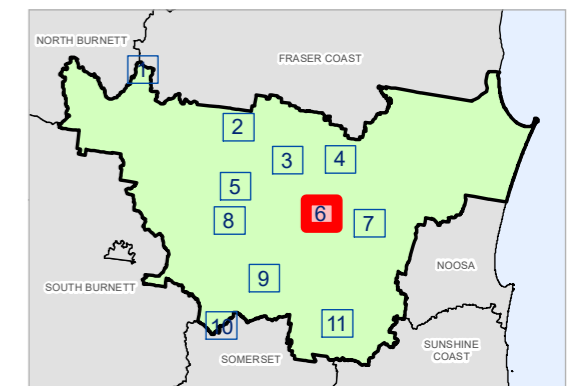 NORTH BURNETT
FRASER COAST
1
2
3
4
5
6
7
8
9
NOOSA
SOUTH BURNETT
10
11
SOMERSET
SUNSHINE
COAST